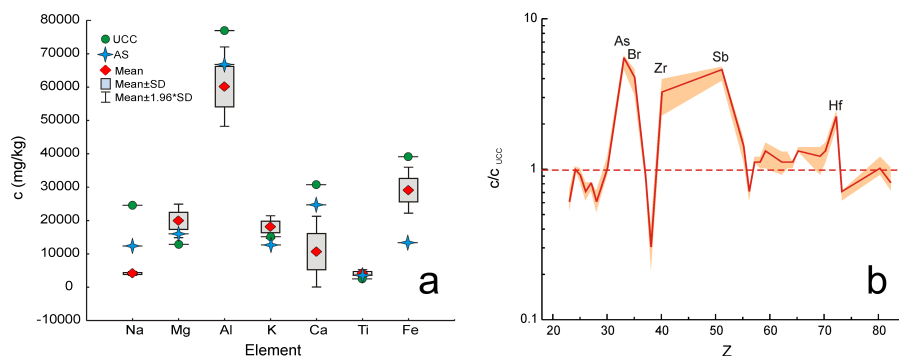 80000
70000
60000
50000
40000
30000
20000
10000
0
-10000
c (mg/kg)
UCC
AS
Mean
Mean±SD
Mean±1.96*SD
a
Na Mg Al K Ca Ti Fe
Element
10
1
0.1
c/c UCC
As
Br
Zr
Sb
Hf
b
20 30 40 50 60 70 80
Z